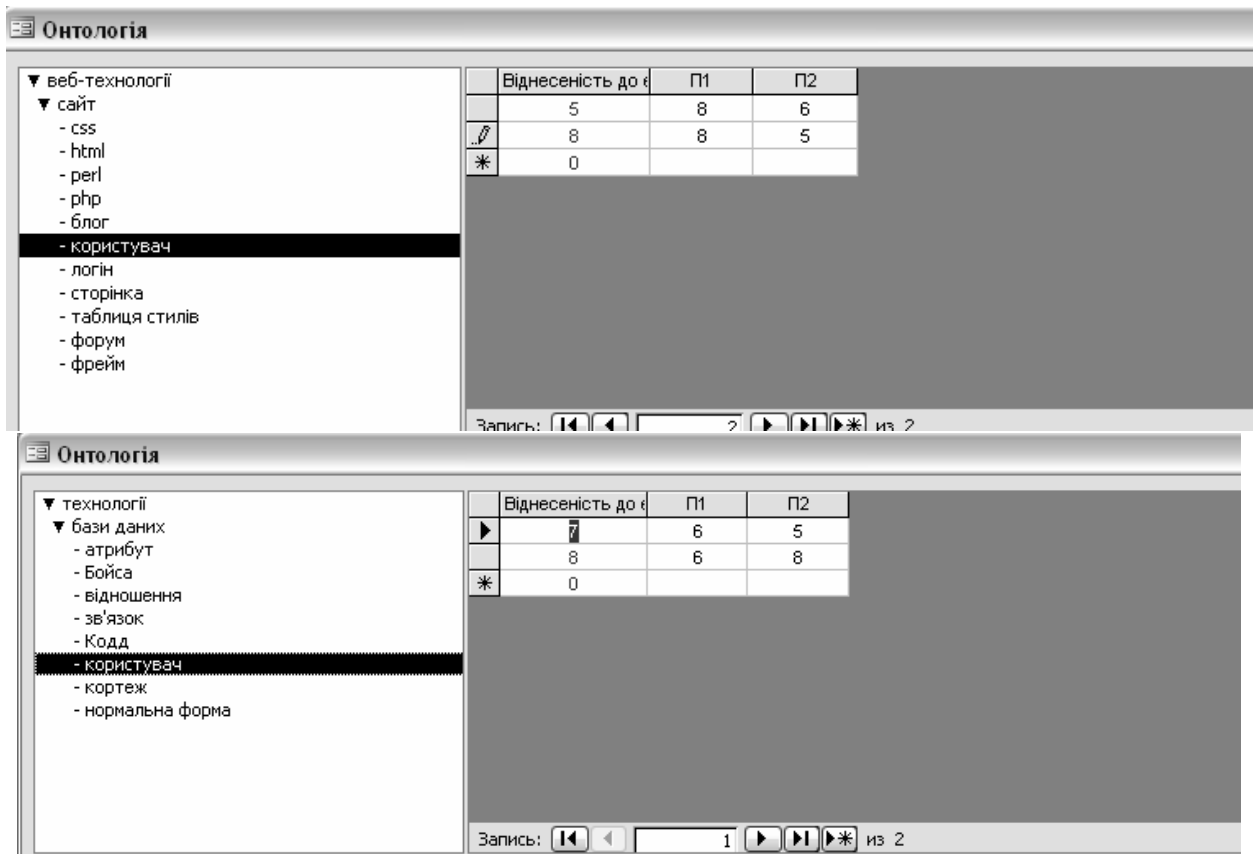 Онтологія
▼ веб-технології
▼ сайт
- css
- html
- perl
- php
- блог
- користувач
- логін
- сторінка
- таблиця стилів
- форум
- фрейм
Віднесеність до є П1 П2
5 8 6
8 8 5
0
Запись: 2 из 2
Онтологія
▼ технології
▼ бази даних
- атрибут
- Бойса
- відношення
- зв'язок
- Кодд
- користувач
- кортеж
- нормальна форма
Віднесеність до є П1 П2
7 6 5
8 6 8
0
Запись: 1 из 2